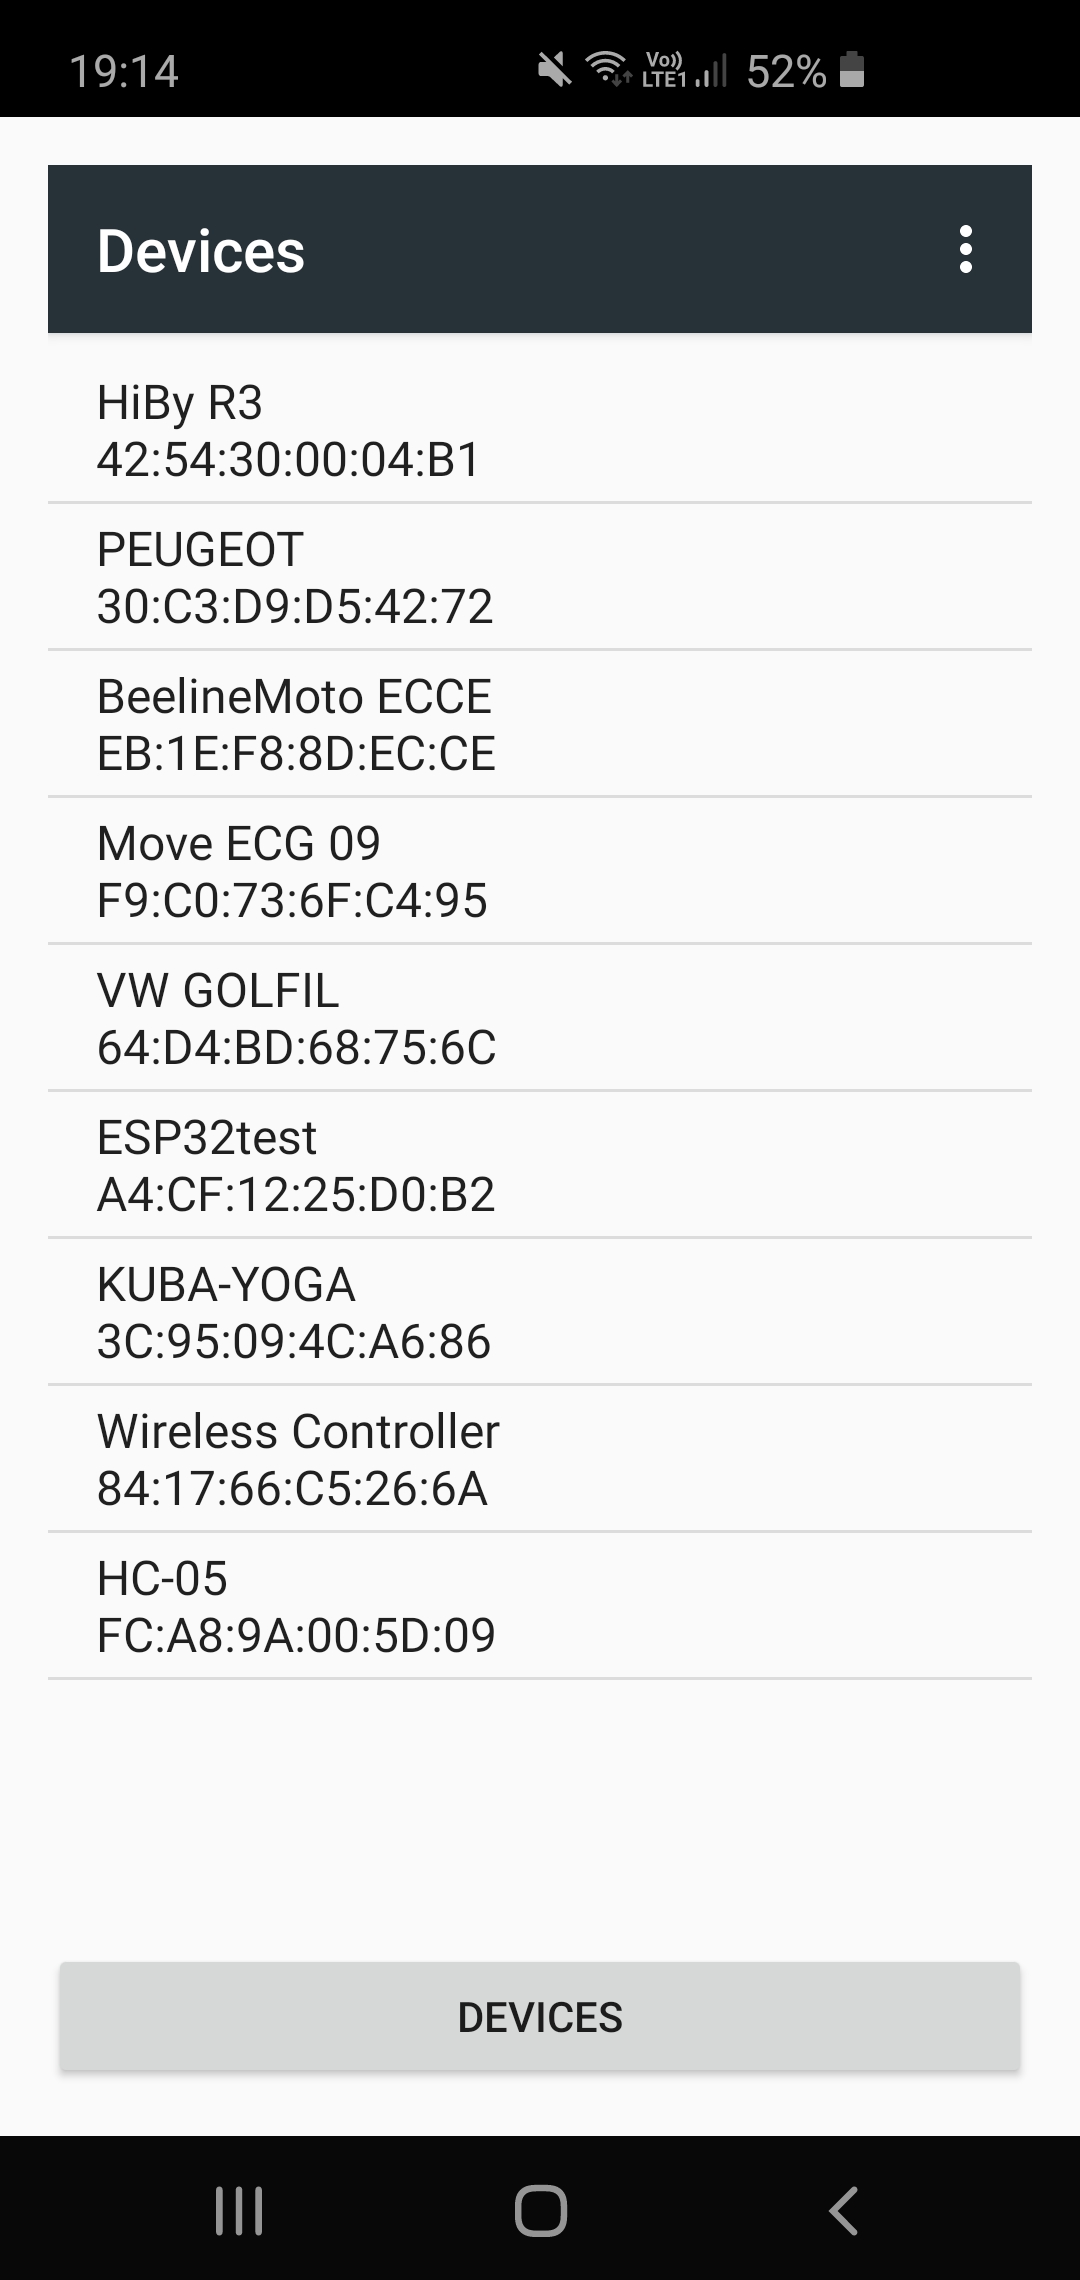 19:14
Vo)) LTE1 52%
Devices
HiBy R3
42:54:30:00:04:B1
PEUGEOT
30:C3:D9:D5:42:72
BeelineMoto ECCE
EB:1E:F8:8D:EC:CE
Move ECG 09
F9:C0:73:6F:C4:95
VW GOLFIL
64:D4:BD:68:75:6C
ESP32test
A4:CF:12:25:D0:B2
KUBA-YOGA
3C:95:09:4C:A6:86
Wireless Controller
84:17:66:C5:26:6A
HC-05
FC:A8:9A:00:5D:09
DEVICES